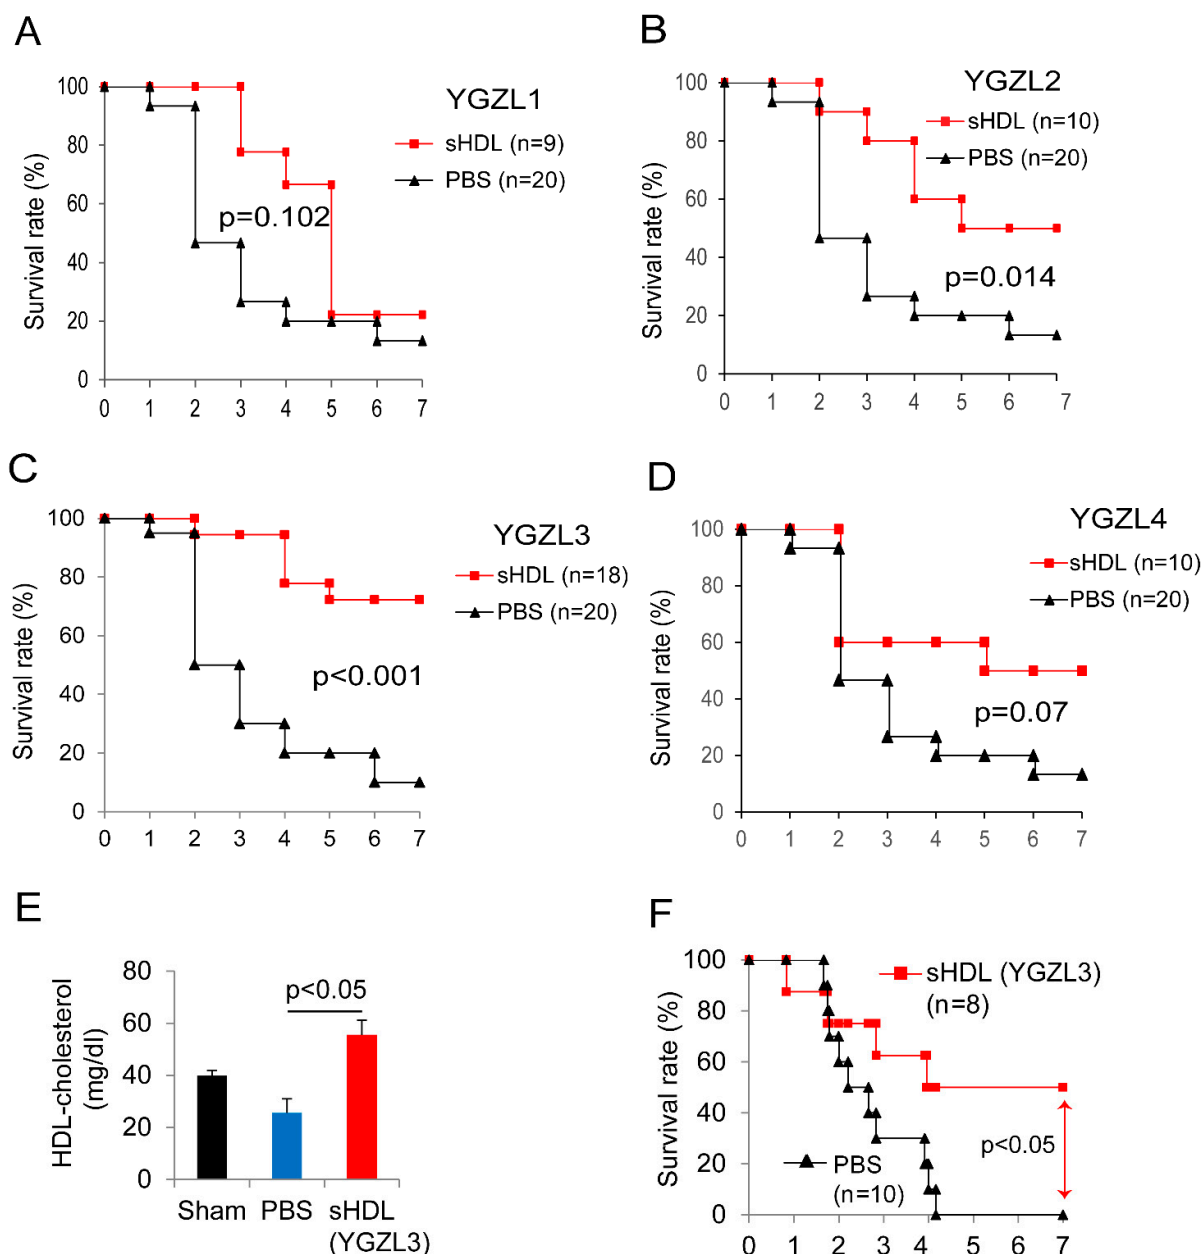 A
YGZL1
sHDL (n=9)
PBS (n=20)
p=0.102
Survival rate (%)
100
80
60
40
20
0
0 1 2 3 4 5 6 7
B
YGZL2
sHDL (n=10)
PBS (n=20)
p=0.014
Survival rate (%)
100
80
60
40
20
0
0 1 2 3 4 5 6 7
C
YGZL3
sHDL (n=18)
PBS (n=20)
p<0.001
Survival rate (%)
100
80
60
40
20
0
0 1 2 3 4 5 6 7
D
YGZL4
sHDL (n=10)
PBS (n=20)
p=0.07
Survival rate (%)
100
80
60
40
20
0
0 1 2 3 4 5 6 7
E
HDL-cholesterol
(mg/dl)
80
60
40
20
0
p<0.05
Sham PBS sHDL
(YGZL3)
F
sHDL (YGZL3)
(n=8)
PBS
(n=10)
p<0.05
Survival rate (%)
100
80
60
40
20
0
0 1 2 3 4 5 6 7